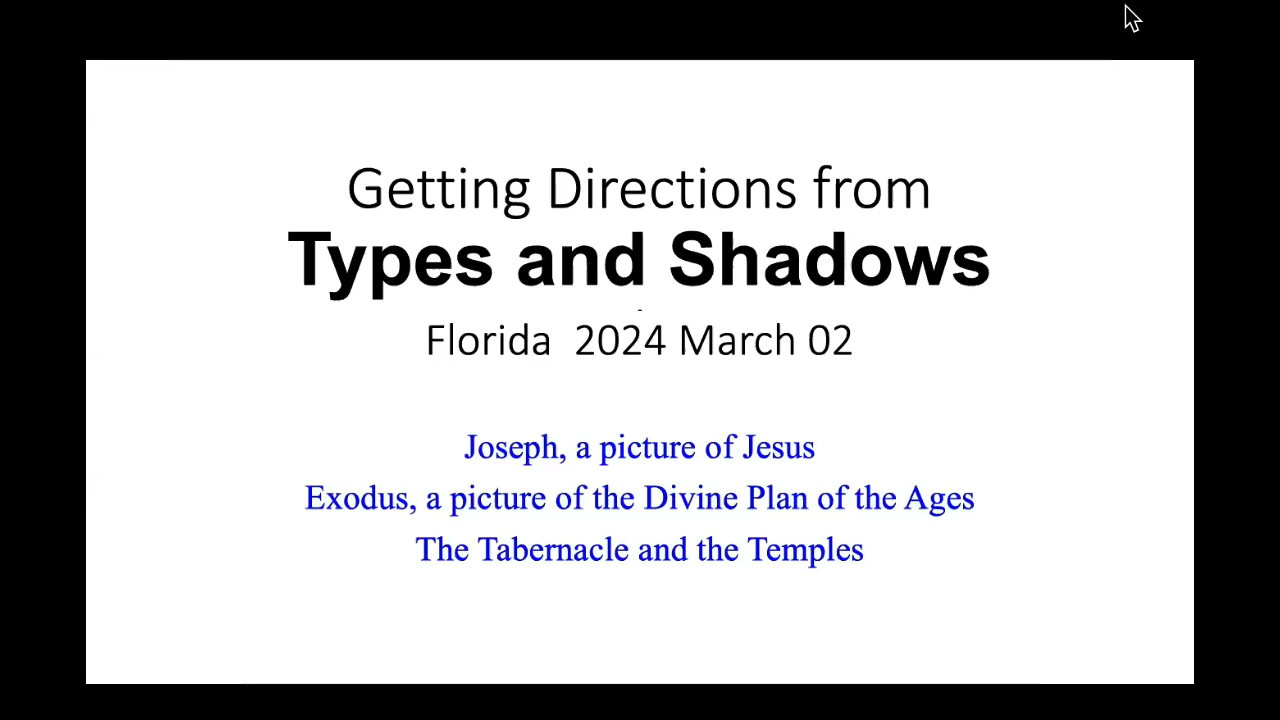 Getting Directions from
Types and Shadows
Florida 2024 March 02
Joseph, a picture of Jesus
Exodus, a picture of the Divine Plan of the Ages
The Tabernacle and the Temples